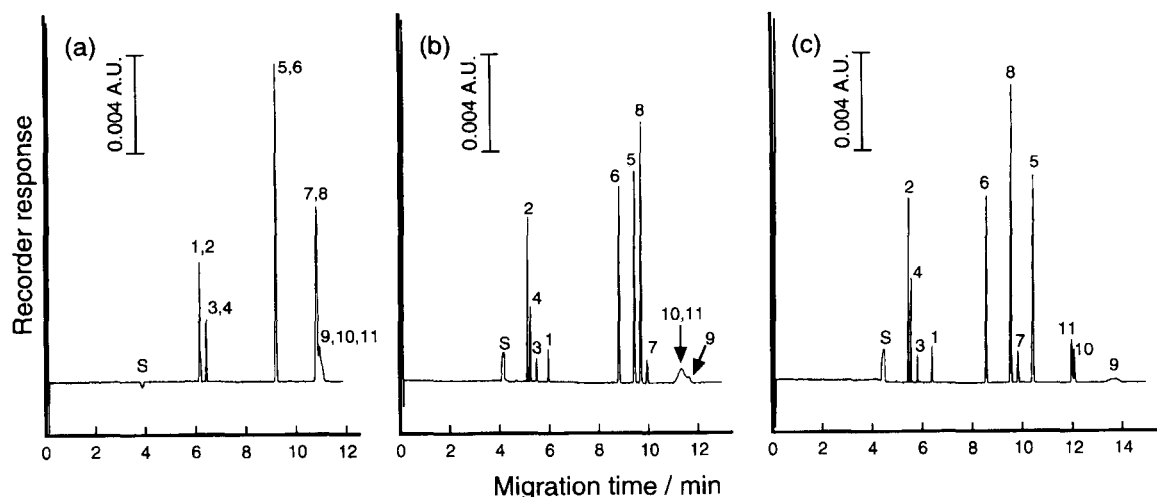 (a)
0.004 A.U.
5,6
7,8
1,2
3,4
9,10,11
S
0 2 4 6 8 10 12
(b)
0.004 A.U.
8
5
6
2
4
3
1
7
10,11
9
S
0 2 4 6 8 10 12
(c)
0.004 A.U.
8
2
6
5
4
3
1
7
11
10
9
S
0 2 4 6 8 10 12 14
Recorder response
Migration time / min